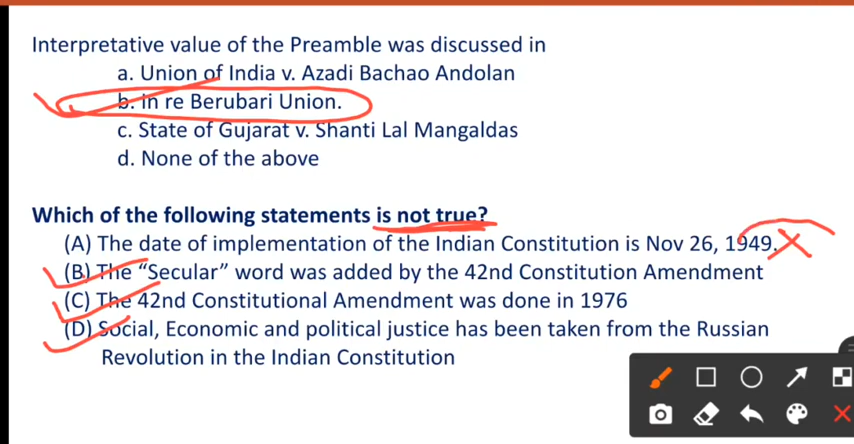 Interpretative value of the Preamble was discussed in
a. Union of India v. Azadi Bachao Andolan
b. In re Berubari Union.
c. State of Gujarat v. Shanti Lal Mangaldas
d. None of the above
Which of the following statements is not true?
(A) The date of implementation of the Indian Constitution is Nov 26, 1949.
(B) The “Secular” word was added by the 42nd Constitution Amendment
(C) The 42nd Constitutional Amendment was done in 1976
(D) Social, Economic and political justice has been taken from the Russian
Revolution in the Indian Constitution